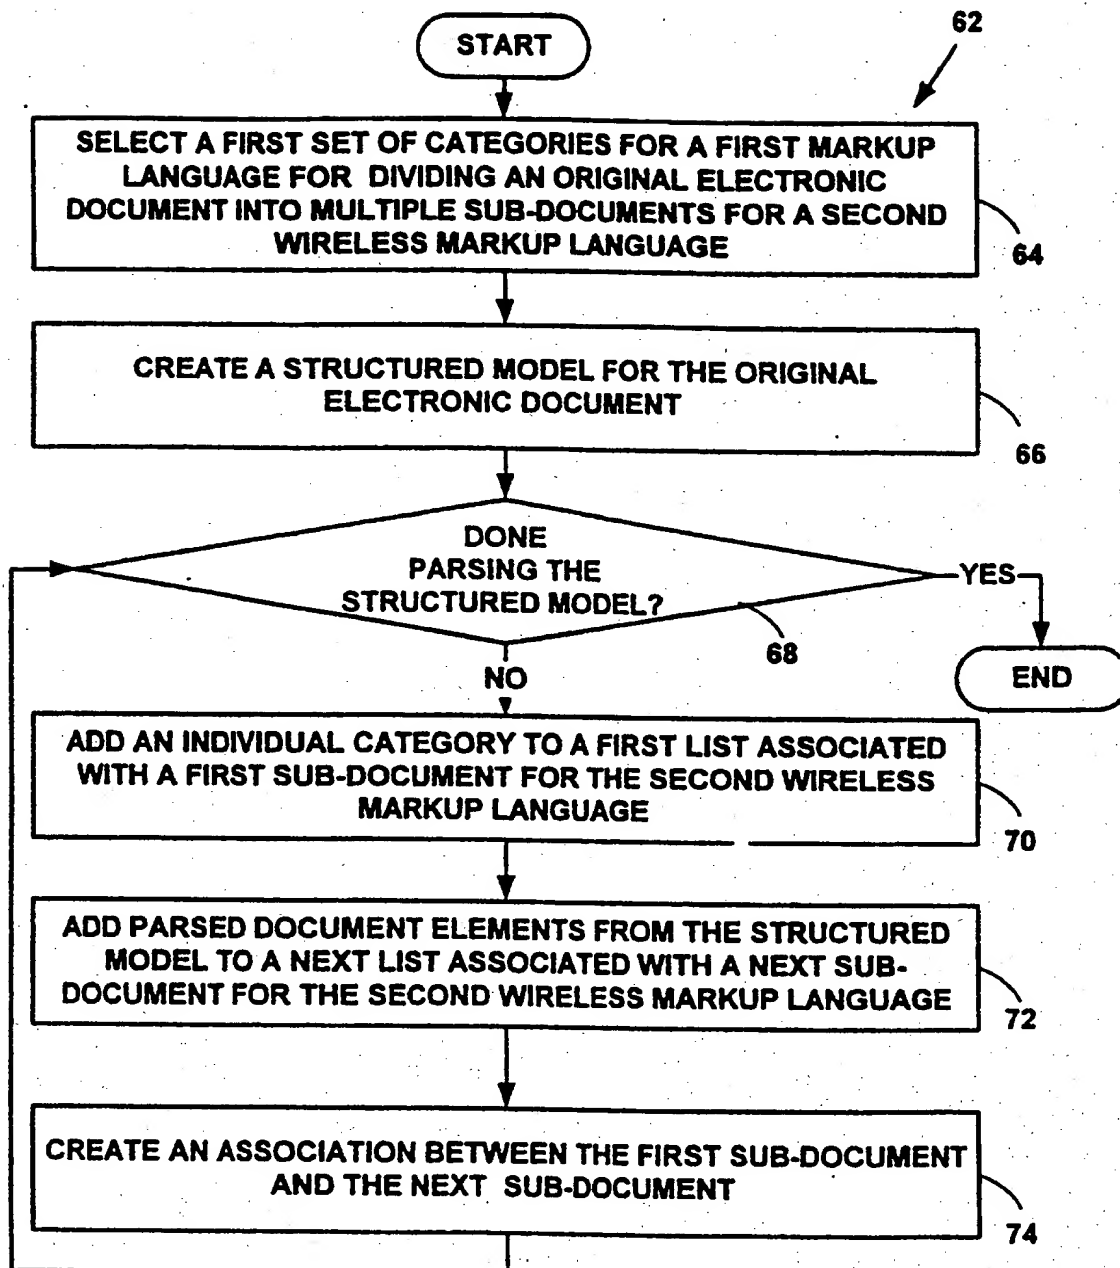 START
62
SELECT A FIRST SET OF CATEGORIES FOR A FIRST MARKUP
LANGUAGE FOR DIVIDING AN ORIGINAL ELECTRONIC
DOCUMENT INTO MULTIPLE SUB-DOCUMENTS FOR A SECOND
WIRELESS MARKUP LANGUAGE
64
CREATE A STRUCTURED MODEL FOR THE ORIGINAL
ELECTRONIC DOCUMENT
66
DONE
PARSING THE
STRUCTURED MODEL?
YES
68
END
NO
ADD AN INDIVIDUAL CATEGORY TO A FIRST LIST ASSOCIATED
WITH A FIRST SUB-DOCUMENT FOR THE SECOND WIRELESS
MARKUP LANGUAGE
70
ADD PARSED DOCUMENT ELEMENTS FROM THE STRUCTURED
MODEL TO A NEXT LIST ASSOCIATED WITH A NEXT SUB-
DOCUMENT FOR THE SECOND WIRELESS MARKUP LANGUAGE
72
CREATE AN ASSOCIATION BETWEEN THE FIRST SUB-DOCUMENT
AND THE NEXT SUB-DOCUMENT
74